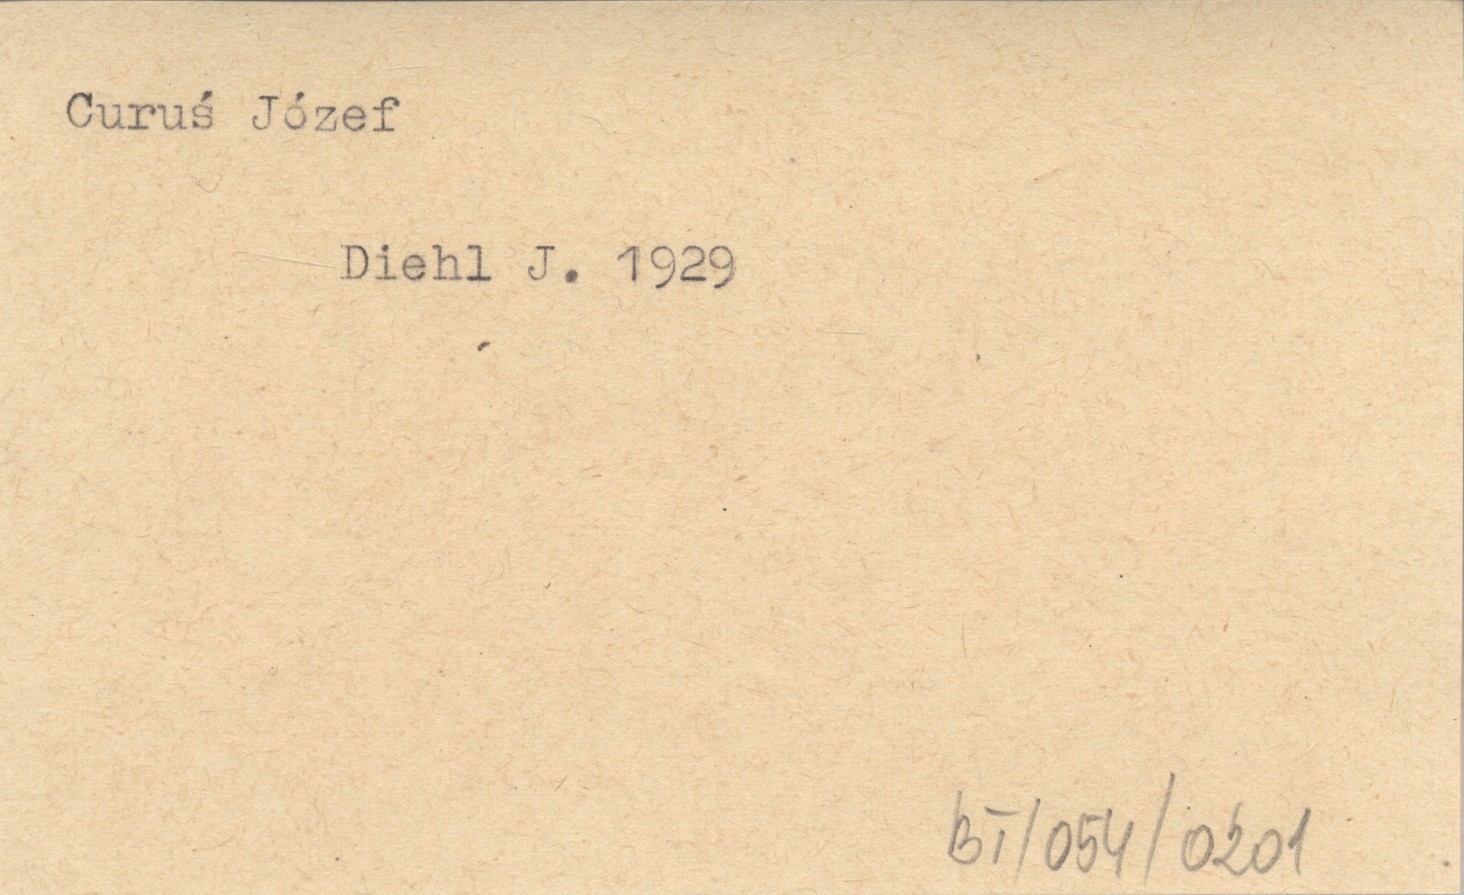 Curuś Józef
Diehl J. 1929
BT/054/0201